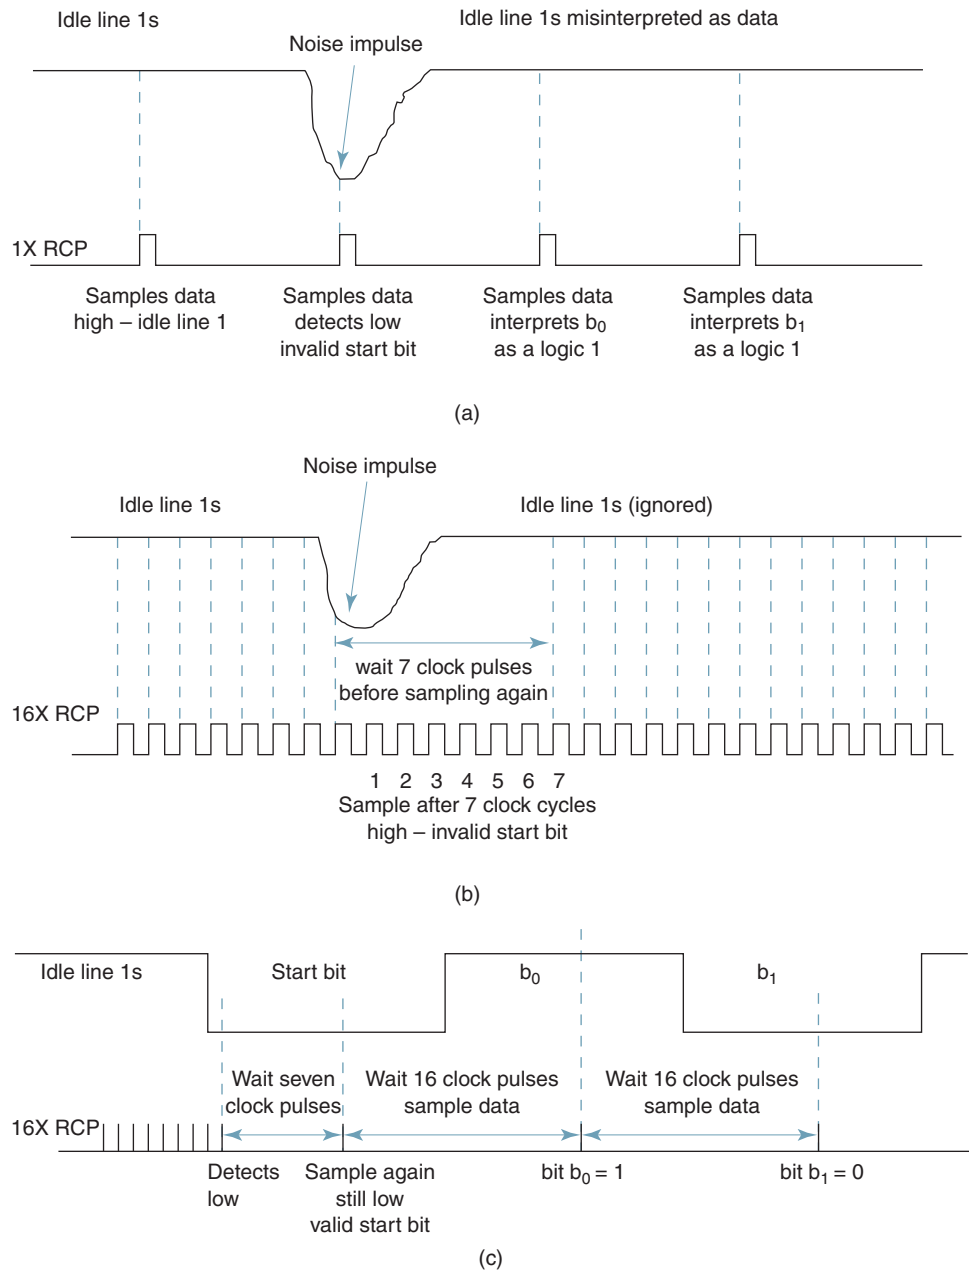 Idle line 1s
Idle line 1s misinterpreted as data
Noise impulse
1X RCP
Samples data
high – idle line 1
Samples data
detects low
invalid start bit
Samples data
interprets b0
as a logic 1
Samples data
interprets b1
as a logic 1
(a)
Noise impulse
Idle line 1s
Idle line 1s (ignored)
wait 7 clock pulses
before sampling again
16X RCP
1 2 3 4 5 6 7
Sample after 7 clock cycles
high – invalid start bit
(b)
Idle line 1s
Start bit
b0
b1
Wait seven
clock pulses
Wait 16 clock pulses
sample data
Wait 16 clock pulses
sample data
16X RCP
Detects
low
Sample again
still low
valid start bit
bit b0 = 1
bit b1 = 0
(c)